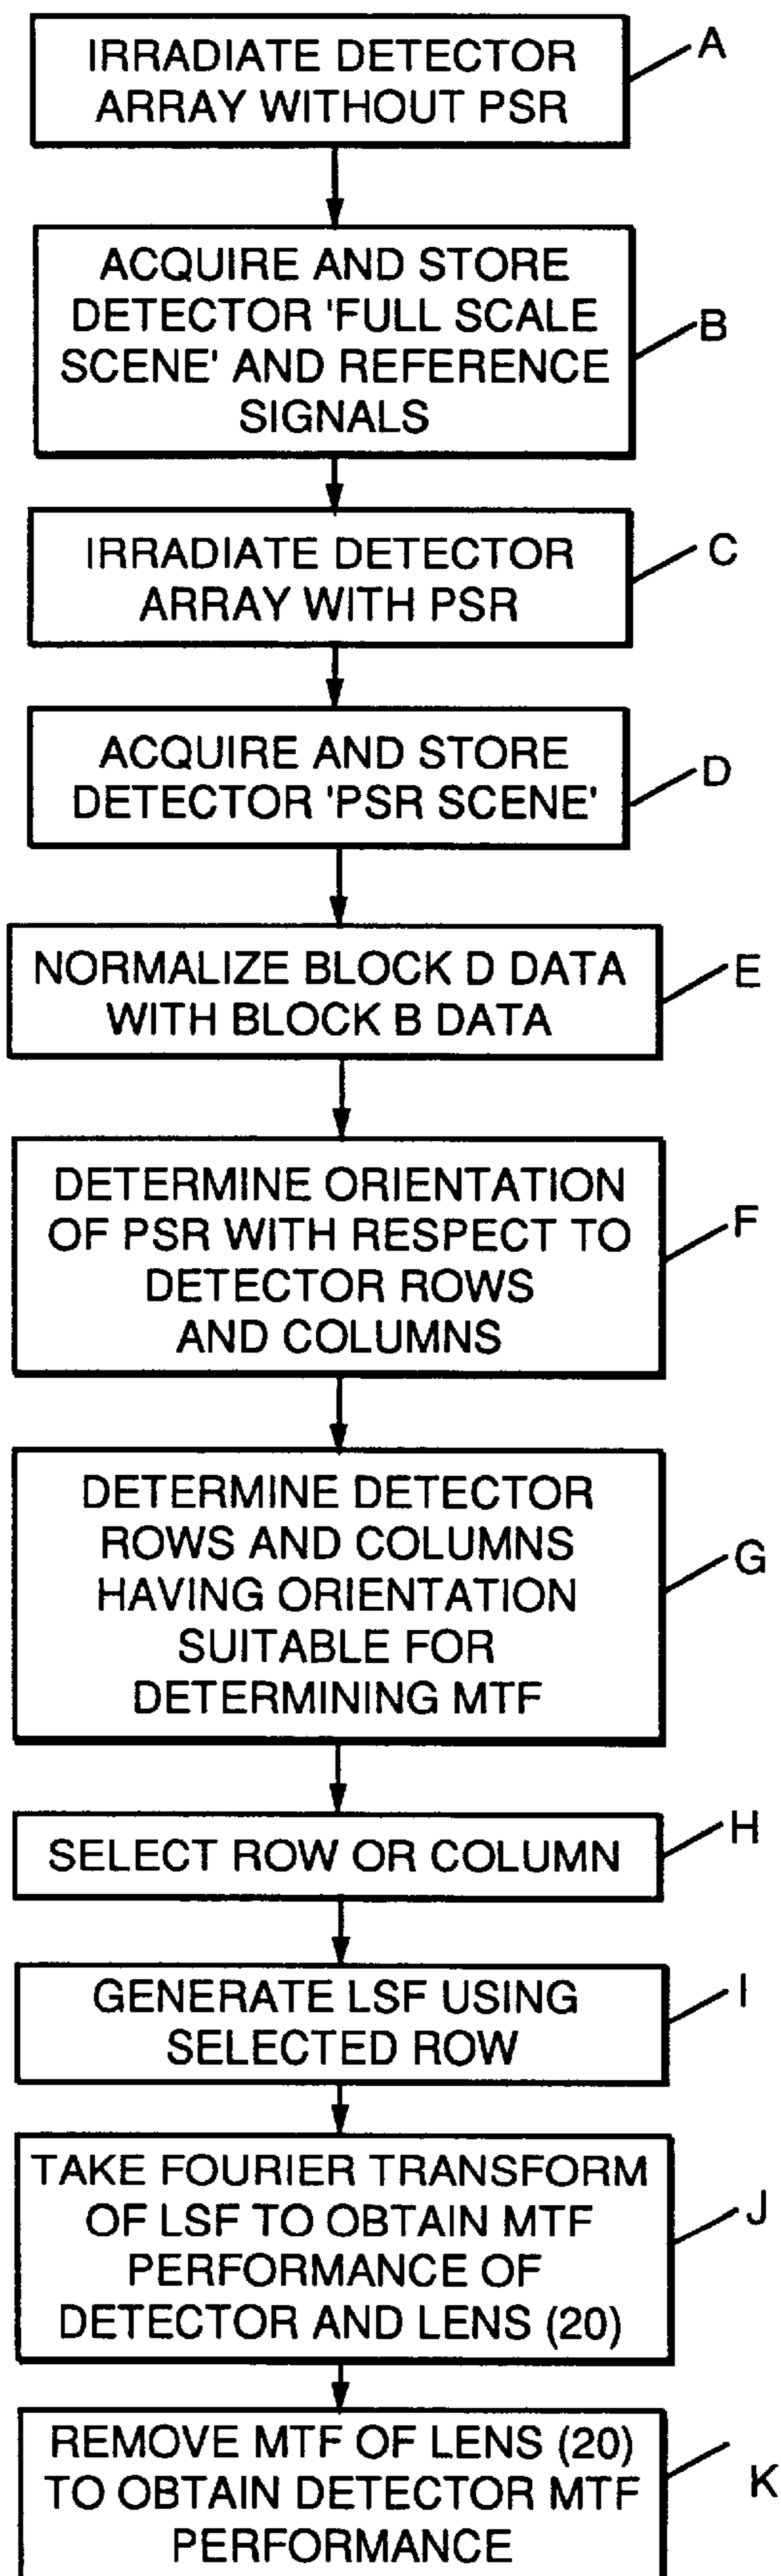 IRRADIATE DETECTOR
ARRAY WITHOUT PSR
A
ACQUIRE AND STORE
DETECTOR 'FULL SCALE
SCENE' AND REFERENCE
SIGNALS
B
IRRADIATE DETECTOR
ARRAY WITH PSR
C
ACQUIRE AND STORE
DETECTOR 'PSR SCENE'
D
NORMALIZE BLOCK D DATA
WITH BLOCK B DATA
E
DETERMINE ORIENTATION
OF PSR WITH RESPECT TO
DETECTOR ROWS
AND COLUMNS
F
DETERMINE DETECTOR
ROWS AND COLUMNS
HAVING ORIENTATION
SUITABLE FOR
DETERMINING MTF
G
SELECT ROW OR COLUMN
H
GENERATE LSF USING
SELECTED ROW
I
TAKE FOURIER TRANSFORM
OF LSF TO OBTAIN MTF
PERFORMANCE OF
DETECTOR AND LENS (20)
J
REMOVE MTF OF LENS (20)
TO OBTAIN DETECTOR MTF
PERFORMANCE
K